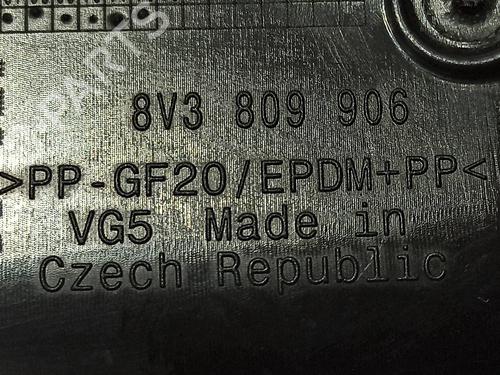 8V3 809 906
>PP-GF20/EPDM+PP<
VG5 Made in
Czech Republic